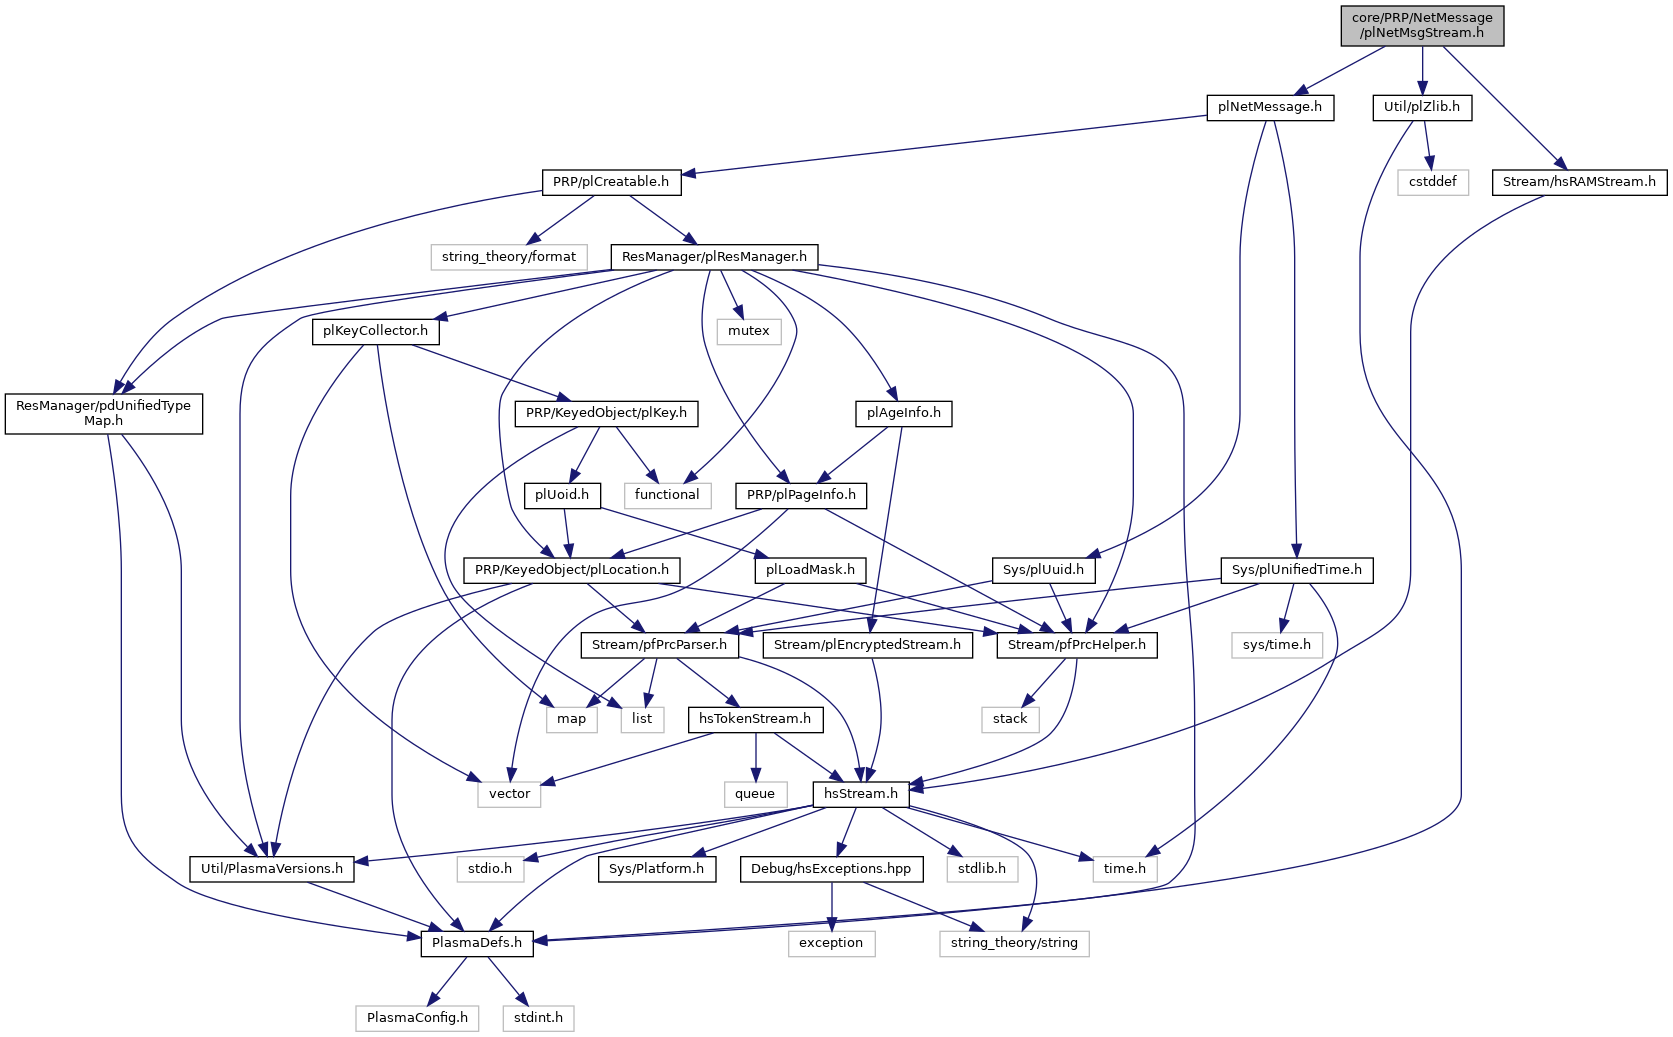 core/PRP/NetMessage
/plNetMsgStream.h
plNetMessage.h
Util/plZlib.h
PRP/plCreatable.h
cstddef
Stream/hsRAMStream.h
string_theory/format
ResManager/plResManager.h
plKeyCollector.h
mutex
ResManager/pdUnifiedType
Map.h
PRP/KeyedObject/plKey.h
plAgeInfo.h
plUoid.h
functional
PRP/plPageInfo.h
PRP/KeyedObject/plLocation.h
plLoadMask.h
Sys/plUuid.h
Sys/plUnifiedTime.h
Stream/pfPrcParser.h
Stream/plEncryptedStream.h
Stream/pfPrcHelper.h
sys/time.h
map
list
hsTokenStream.h
stack
vector
queue
hsStream.h
Util/PlasmaVersions.h
stdio.h
Sys/Platform.h
Debug/hsExceptions.hpp
stdlib.h
time.h
PlasmaDefs.h
exception
string_theory/string
PlasmaConfig.h
stdint.h